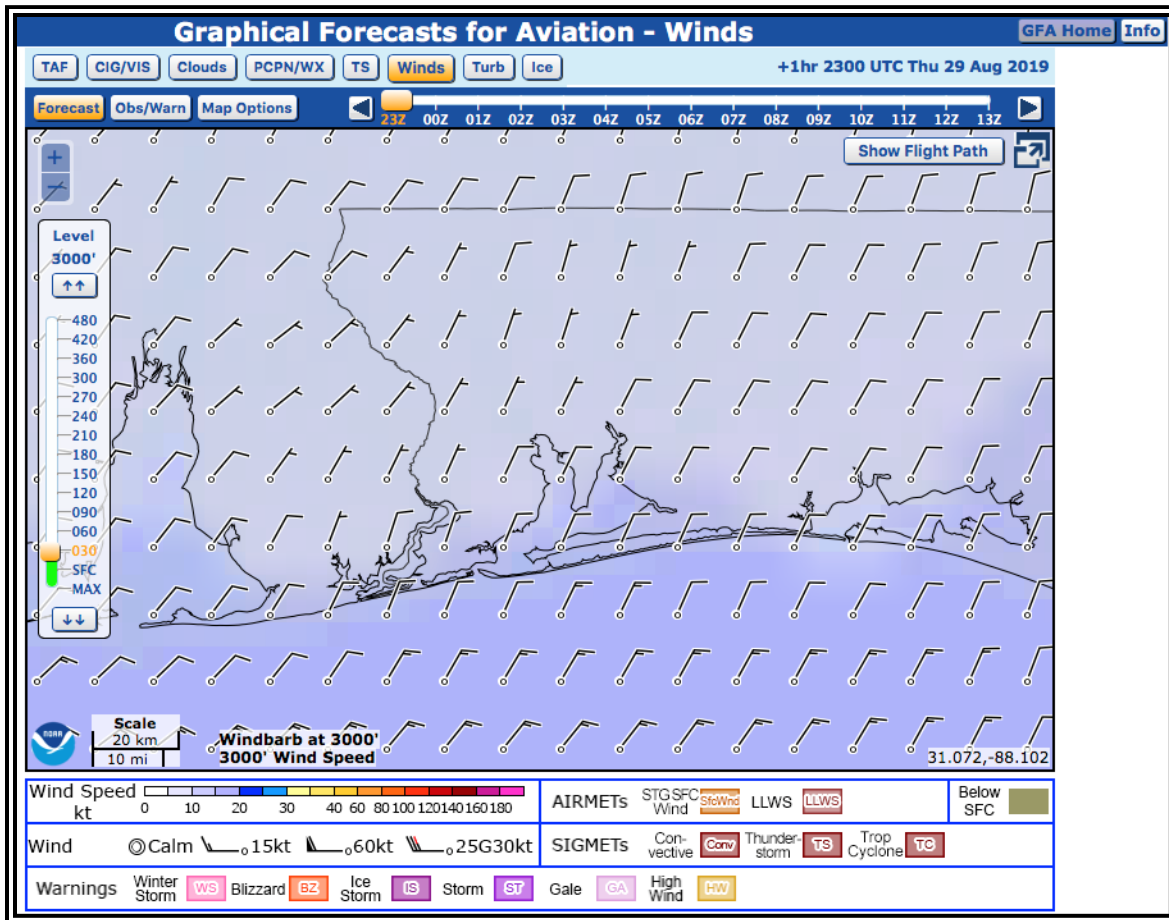 Graphical Forecasts for Aviation - Winds
GFA Home Info
TAF CIG/VIS Clouds PCPN/WX TS Winds Turb Ice
+1hr 2300 UTC Thu 29 Aug 2019
Forecast Obs/Warn Map Options
23Z 00Z 01Z 02Z 03Z 04Z 05Z 06Z 07Z 08Z 09Z 10Z 11Z 12Z 13Z
Show Flight Path
+
Level
3000'
↑↑
480
420
360
300
270
240
210
180
150
120
090
060
030
SFC
MAX
↓↓
NOAA
Scale
20 km
10 mi
Windbarb at 3000'
3000' Wind Speed
31.072,-88.102
Wind Speed
kt
0 10 20 30 40 60 80 100 120 140 160 180
AIRMETs STG SFC Wind SfcWnd LLWS LLWS
Below SFC
Wind Calm 15kt 60kt 25G30kt
SIGMETs Con-vective Conv Thunder-storm TS Trop Cyclone TC
Warnings Winter Storm WS Blizzard BZ Ice Storm IS Storm ST Gale GA High Wind HW